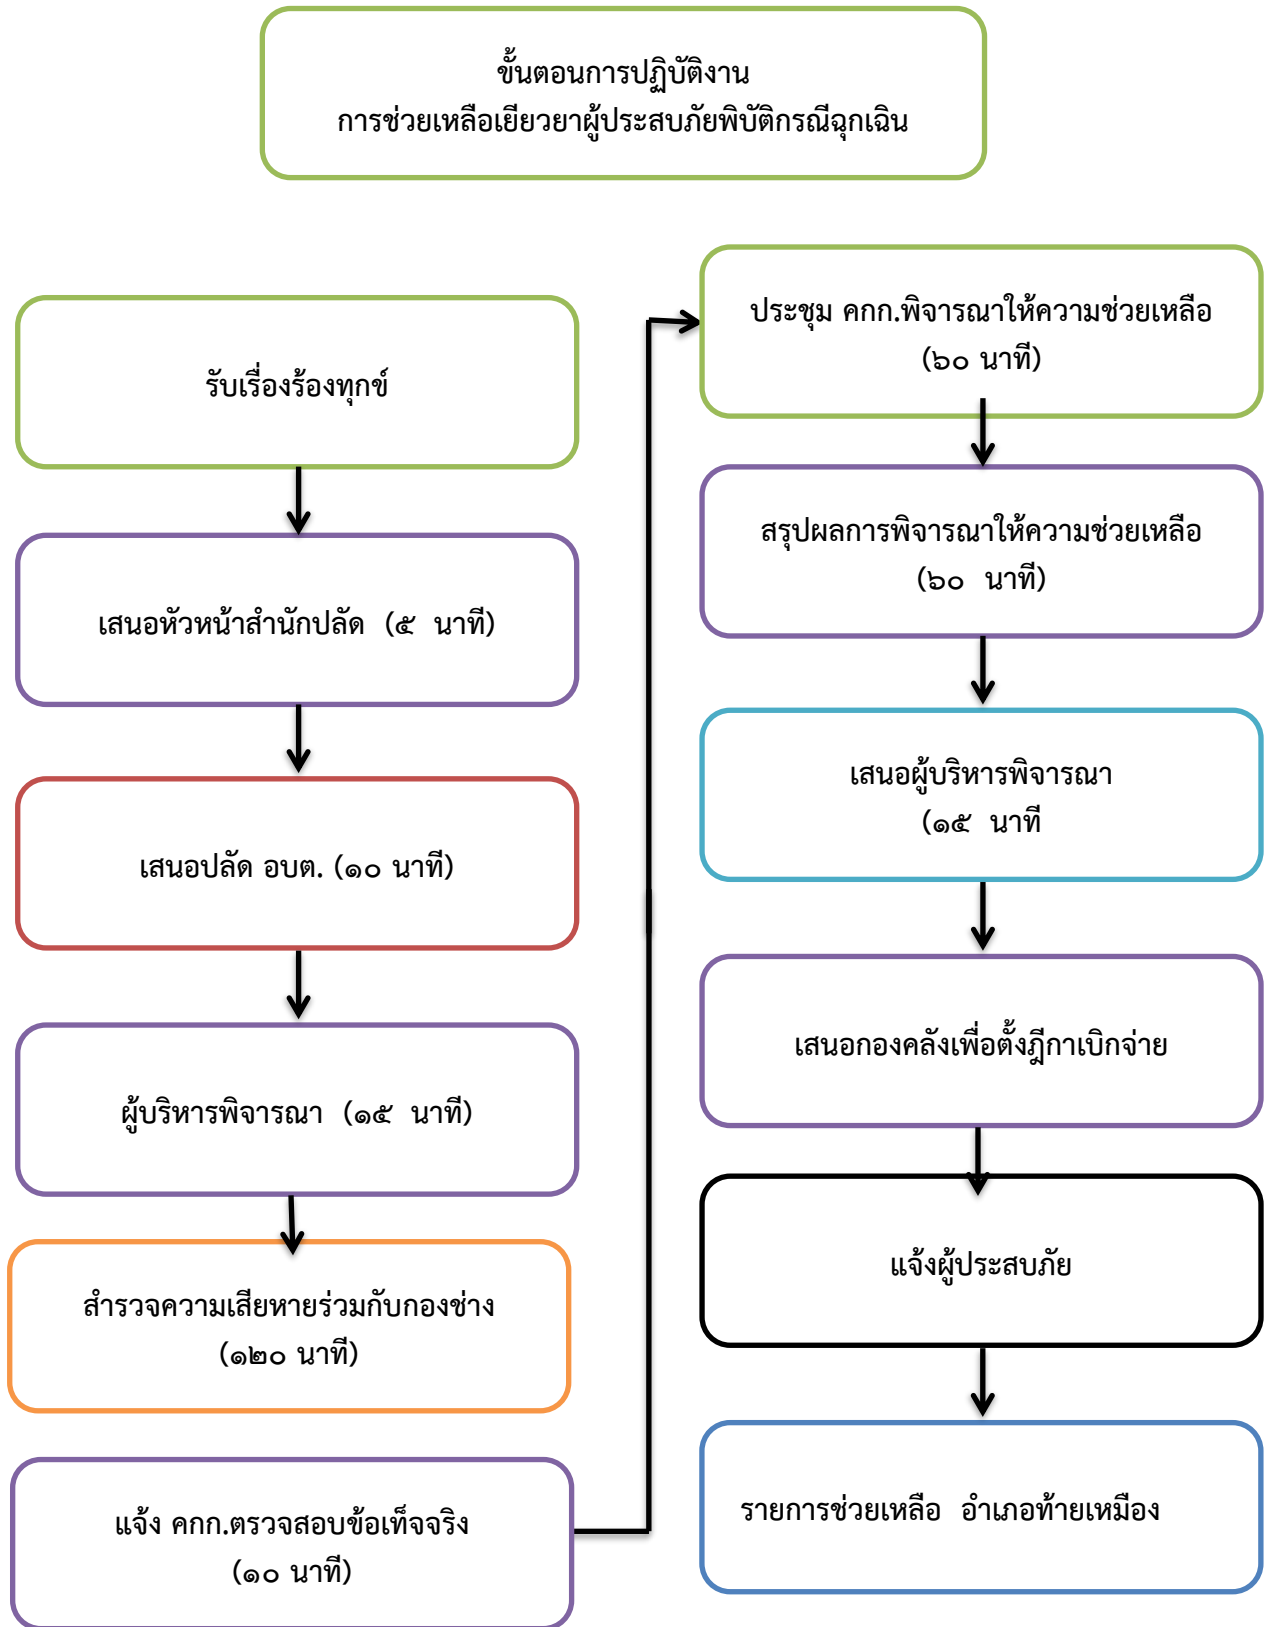 ขั้นตอนการปฏิบัติงาน
การช่วยเหลือเยียวยาผู้ประสบภัยพิบัติกรณีฉุกเฉิน
รับเรื่องร้องทุกข์
เสนอหัวหน้าสำนักปลัด (๕ นาที)
เสนอปลัด อบต. (๑๐ นาที)
ผู้บริหารพิจารณา (๑๕ นาที)
สำรวจความเสียหายร่วมกับกองช่าง
(๑๒๐ นาที)
แจ้ง คกก.ตรวจสอบข้อเท็จจริง
(๑๐ นาที)
ประชุม คกก.พิจารณาให้ความช่วยเหลือ
(๖๐ นาที)
สรุปผลการพิจารณาให้ความช่วยเหลือ
(๖๐ นาที)
เสนอผู้บริหารพิจารณา
(๑๕ นาที
เสนอกองคลังเพื่อตั้งฎีกาเบิกจ่าย
แจ้งผู้ประสบภัย
รายการช่วยเหลือ อำเภอท้ายเหมือง